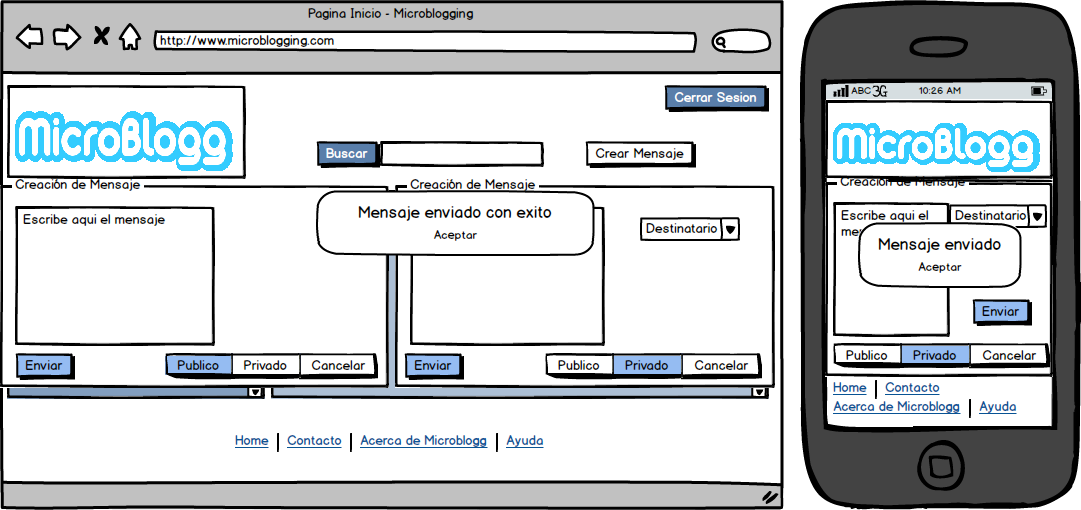 Pagina Inicio - Microblogging
http://www.microblogging.com
Cerrar Sesion
MicroBlogg
Buscar
Crear Mensaje
Creación de Mensaje
Escribe aqui el mensaje
Enviar
Publico
Privado
Cancelar
Creación de Mensaje
Mensaje enviado con exito
Aceptar
Destinatario
Enviar
Publico
Privado
Cancelar
Home
Contacto
Acerca de Microblogg
Ayuda
ABC 3G
10:26 AM
MicroBlogg
Creacion de Mensaje
Escribe aqui el
Destinatario
Mensaje enviado
Aceptar
Enviar
Publico
Privado
Cancelar
Home
Contacto
Acerca de Microblogg
Ayuda